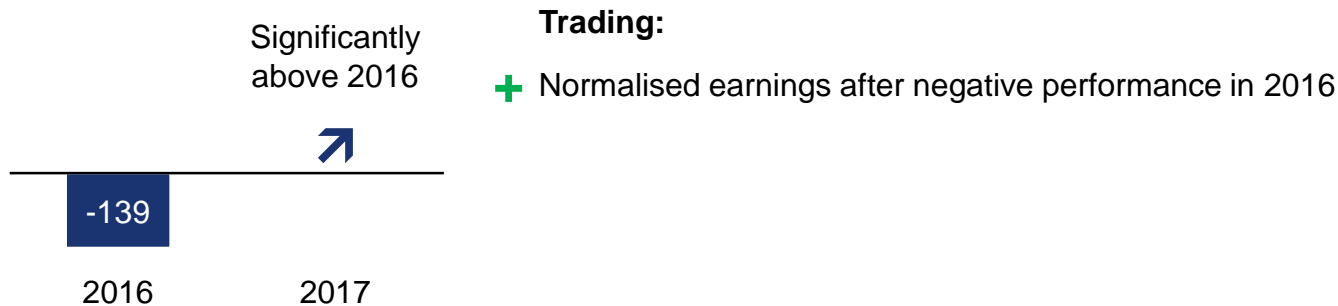 Significantly
above 2016
-139
2016
2017
Trading:
+ Normalised earnings after negative performance in 2016